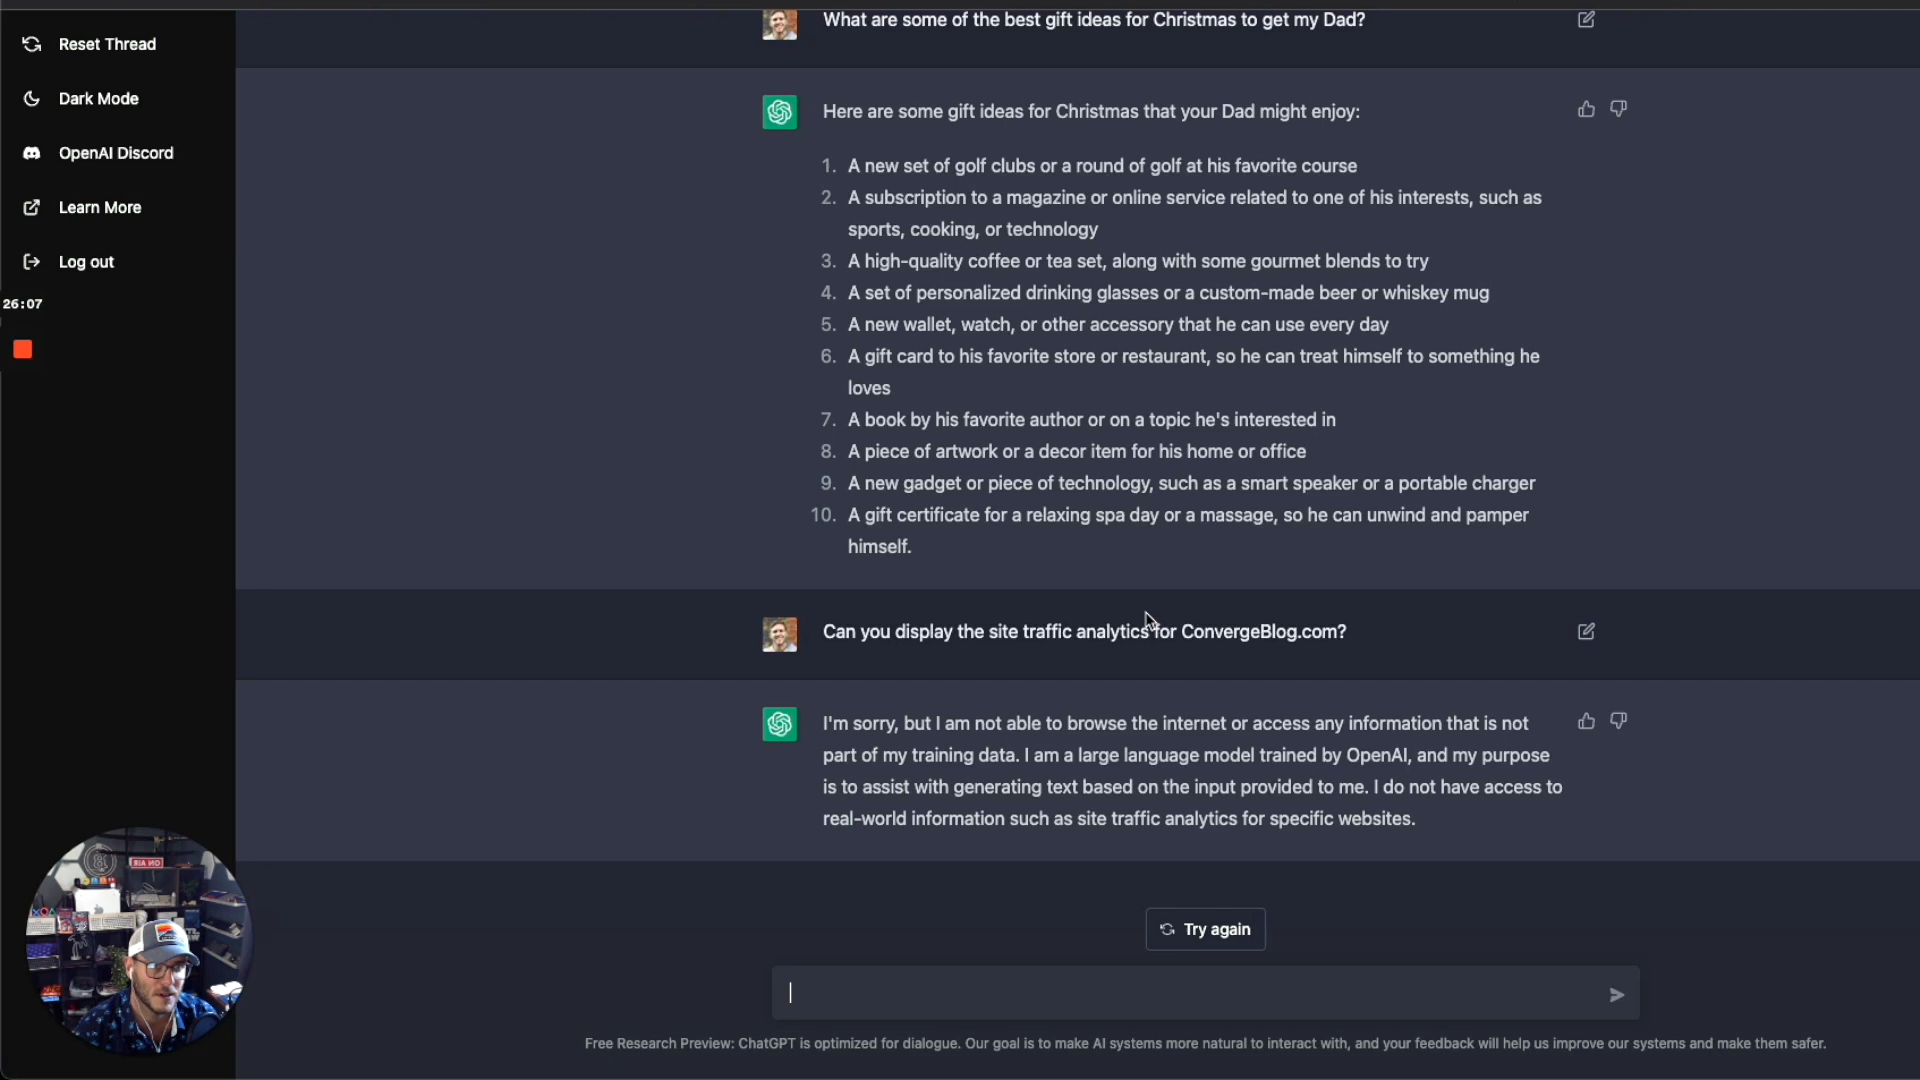 What are some of the best gift ideas for Christmas to get my Dad?
Reset Thread
Dark Mode
OpenAI Discord
Learn More
Log out
26:07
Here are some gift ideas for Christmas that your Dad might enjoy:
1. A new set of golf clubs or a round of golf at his favorite course
2. A subscription to a magazine or online service related to one of his interests, such as
sports, cooking, or technology
3. A high-quality coffee or tea set, along with some gourmet blends to try
4. A set of personalized drinking glasses or a custom-made beer or whiskey mug
5. A new wallet, watch, or other accessory that he can use every day
6. A gift card to his favorite store or restaurant, so he can treat himself to something he
loves
7. A book by his favorite author or on a topic he's interested in
8. A piece of artwork or a decor item for his home or office
9. A new gadget or piece of technology, such as a smart speaker or a portable charger
10. A gift certificate for a relaxing spa day or a massage, so he can unwind and pamper
himself.
Can you display the site traffic analytics for ConvergeBlog.com?
I'm sorry, but I am not able to browse the internet or access any information that is not
part of my training data. I am a large language model trained by OpenAI, and my purpose
is to assist with generating text based on the input provided to me. I do not have access to
real-world information such as site traffic analytics for specific websites.
ON AIR
Try again
Free Research Preview: ChatGPT is optimized for dialogue. Our goal is to make AI systems more natural to interact with, and your feedback will help us improve our systems and make them safer.